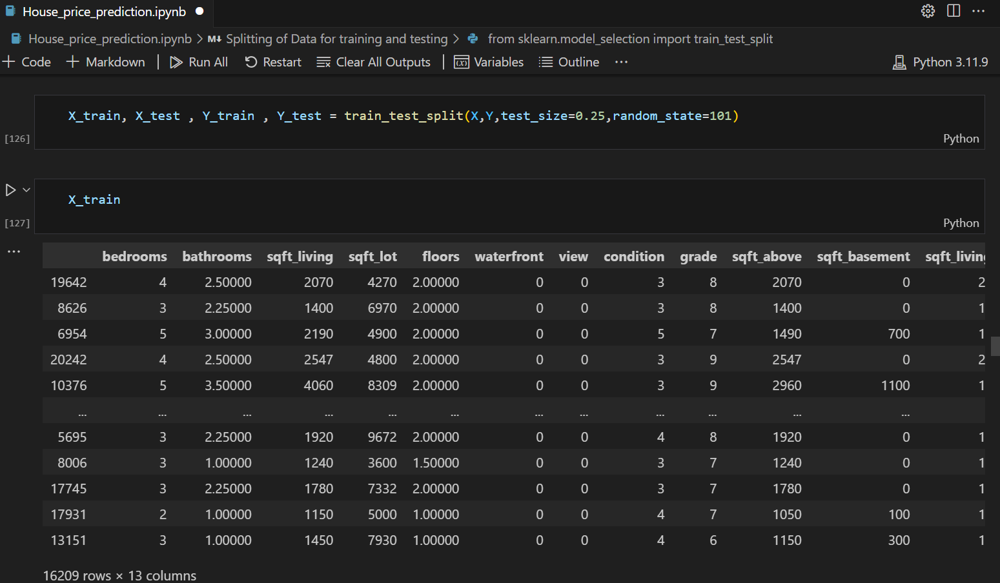 House_price_prediction.ipynb
House_price_prediction.ipynb > M↓ Splitting of Data for training and testing > from sklearn.model_selection import train_test_split
+ Code + Markdown | Run All Restart Clear All Outputs | Variables Outline ... Python 3.11.9
X_train, X_test , Y_train , Y_test = train_test_split(X,Y,test_size=0.25,random_state=101)
[126] Python
X_train
[127] Python
...
bedrooms bathrooms sqft_living sqft_lot floors waterfront view condition grade sqft_above sqft_basement sqft_living
19642 4 2.50000 2070 4270 2.00000 0 0 3 8 2070 0 2
8626 3 2.25000 1400 6970 2.00000 0 0 3 8 1400 0 1
6954 5 3.00000 2190 4900 2.00000 0 0 5 7 1490 700 1
20242 4 2.50000 2547 4800 2.00000 0 0 3 9 2547 0 2
10376 5 3.50000 4060 8309 2.00000 0 0 3 9 2960 1100 1
... ... ... ... ... ... ... ... ... ... ... ...
5695 3 2.25000 1920 9672 2.00000 0 0 4 8 1920 0 1
8006 3 1.00000 1240 3600 1.50000 0 0 3 7 1240 0 1
17745 3 2.25000 1780 7332 2.00000 0 0 3 7 1780 0 1
17931 2 1.00000 1150 5000 1.00000 0 0 4 7 1050 100 1
13151 3 1.00000 1450 7930 1.00000 0 0 4 6 1150 300 1
16209 rows × 13 columns